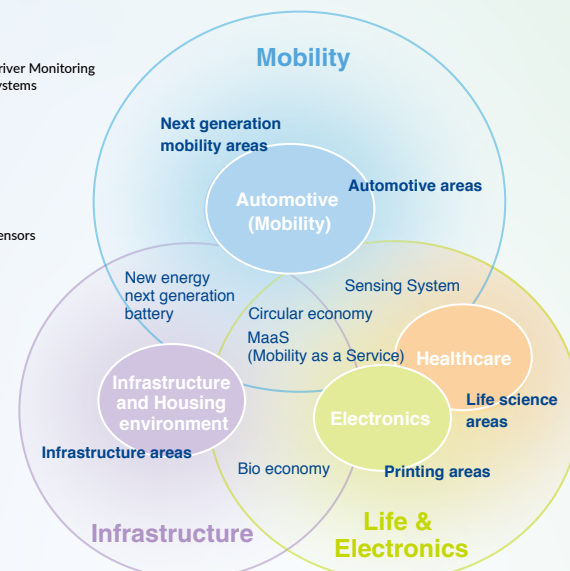 Mobility
river Monitoring
ystems
Next generation
mobility areas
Automotive areas
Automotive
(Mobility)
ensors
New energy
next generation
battery
Sensing System
Circular economy
MaaS
(Mobility as a Service)
Healthcare
Infrastructure
and Housing
environment
Electronics
Life science
areas
Infrastructure areas
Bio economy
Printing areas
Infrastructure
Life &
Electronics